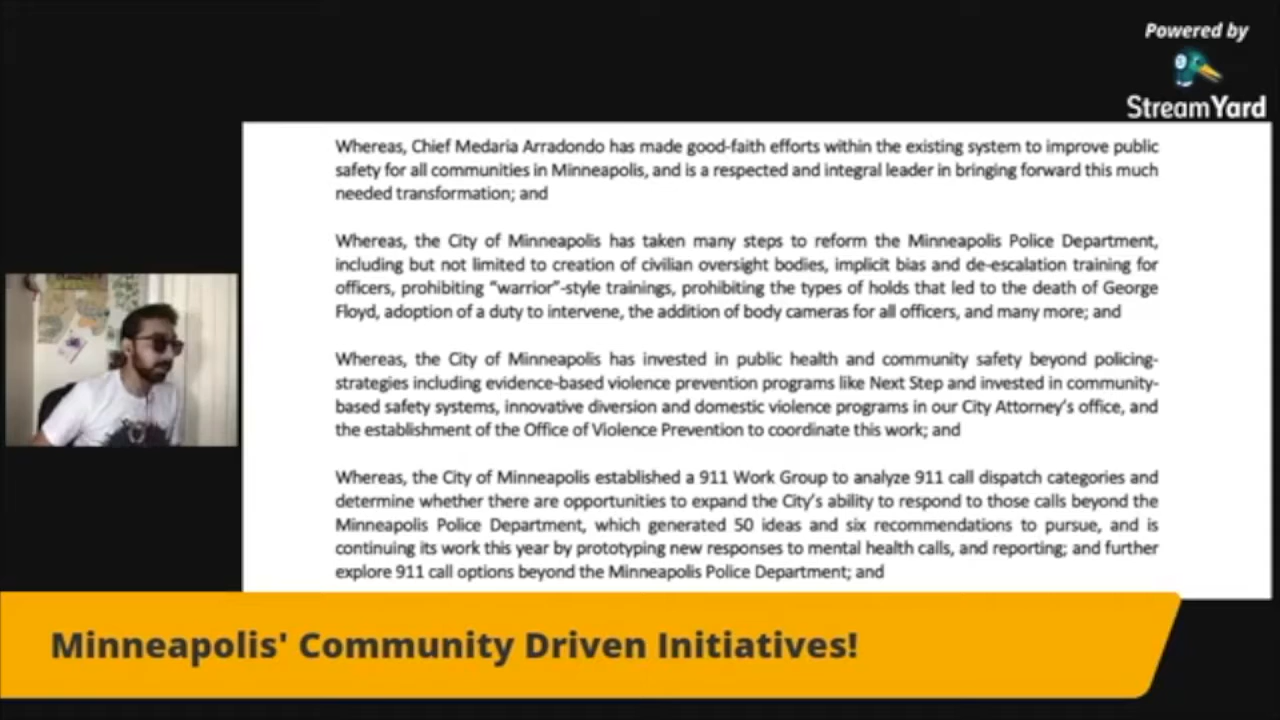 Powered by
StreamYard
Whereas, Chief Medaria Arradondo has made good-faith efforts within the existing system to improve public
safety for all communities in Minneapolis, and is a respected and integral leader in bringing forward this much
needed transformation; and
Whereas, the City of Minneapolis has taken many steps to reform the Minneapolis Police Department,
including but not limited to creation of civilian oversight bodies, implicit bias and de-escalation training for
officers, prohibiting “warrior”-style trainings, prohibiting the types of holds that led to the death of George
Floyd, adoption of a duty to intervene, the addition of body cameras for all officers, and many more; and
Whereas, the City of Minneapolis has invested in public health and community safety beyond policing-
strategies including evidence-based violence prevention programs like Next Step and invested in community-
based safety systems, innovative diversion and domestic violence programs in our City Attorney’s office, and
the establishment of the Office of Violence Prevention to coordinate this work; and
Whereas, the City of Minneapolis established a 911 Work Group to analyze 911 call dispatch categories and
determine whether there are opportunities to expand the City’s ability to respond to those calls beyond the
Minneapolis Police Department, which generated 50 ideas and six recommendations to pursue, and is
continuing its work this year by prototyping new responses to mental health calls, and reporting; and further
explore 911 call options beyond the Minneapolis Police Department; and
Minneapolis' Community Driven Initiatives!